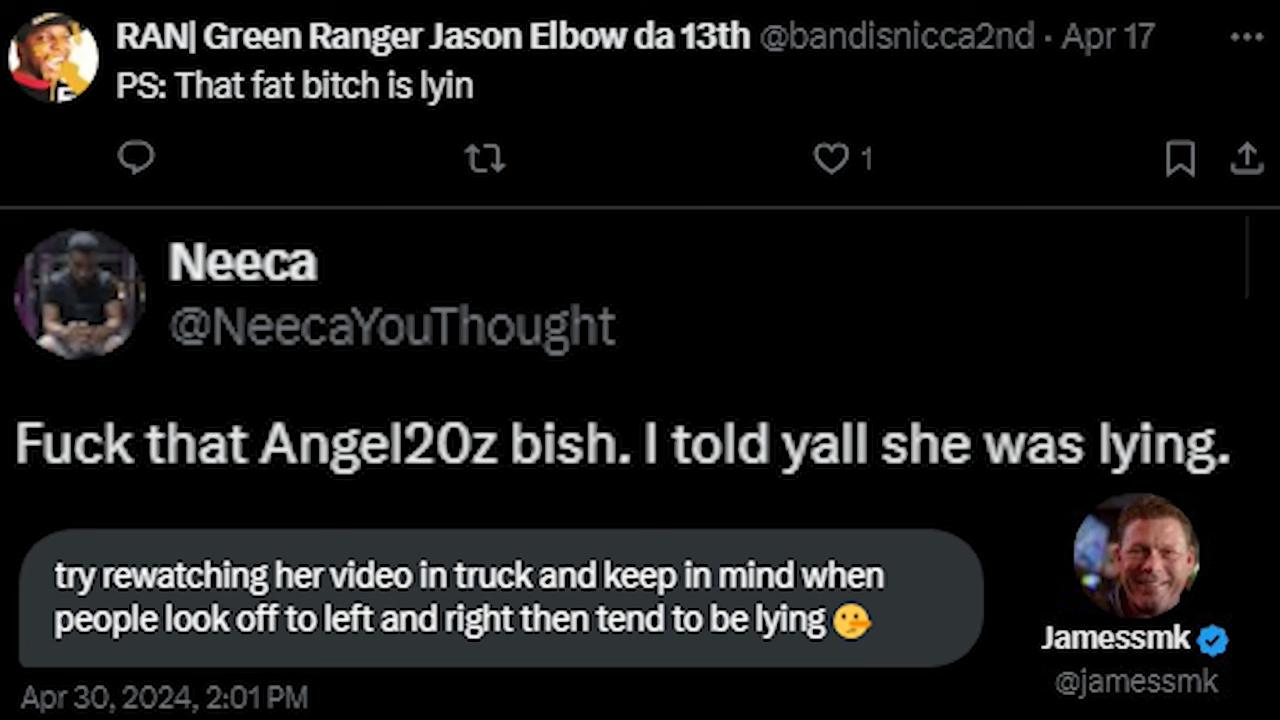 RAN| Green Ranger Jason Elbow da 13th @bandisnicca2nd · Apr 17
PS: That fat bitch is lyin
1
Neeca
@NeecaYouThought
Fuck that Angel20z bish. I told yall she was lying.
try rewatching her video in truck and keep in mind when
people look off to left and right then tend to be lying 🤥
Jamessmk
@jamessmk
Apr 30, 2024, 2:01 PM